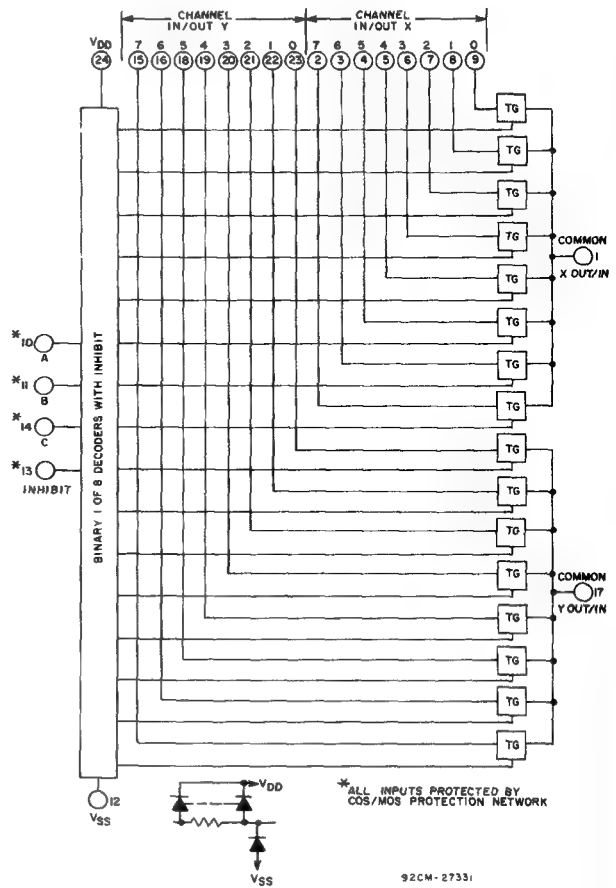 CHANNEL
IN/OUT Y
CHANNEL
IN/OUT X
VDD
7 6 5 4 3 2 1 0 7 6 5 4 3 2 1 0
24 15 16 18 19 20 21 22 23 2 3 4 5 6 7 8 9
TG
TG
TG
TG
COMMON
1
X OUT/IN
TG
TG
TG
TG
*10
A
*11
B
*14
C
*13
INHIBIT
BINARY 1 OF 8 DECODERS WITH INHIBIT
TG
TG
TG
TG
COMMON
17
Y OUT/IN
TG
TG
TG
TG
12
VSS
VDD
VSS
*ALL INPUTS PROTECTED BY
COS/MOS PROTECTION NETWORK
92CM-27331